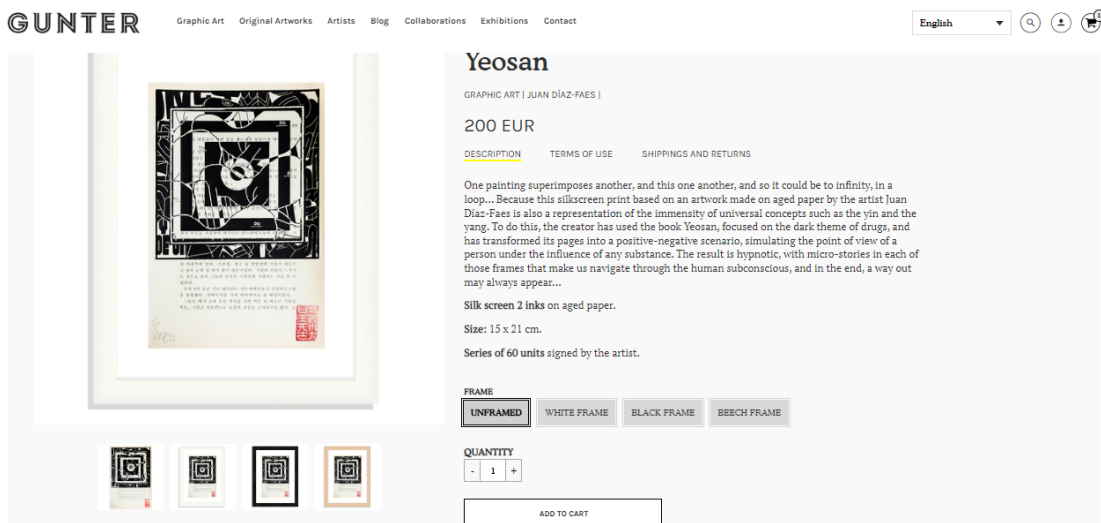 GUNTER
Graphic Art Original Artworks Artists Blog Collaborations Exhibitions Contact
English
1
Yeosan
GRAPHIC ART | JUAN DÍAZ-FAES |
200 EUR
DESCRIPTION TERMS OF USE SHIPPINGS AND RETURNS
One painting superimposes another, and this one another, and so it could be to infinity, in a
loop... Because this silkscreen print based on an artwork made on aged paper by the artist Juan
Díaz-Faes is also a representation of the immensity of universal concepts such as the yin and the
yang. To do this, the creator has used the book Yeosan, focused on the dark theme of drugs, and
has transformed its pages into a positive-negative scenario, simulating the point of view of a
person under the influence of any substance. The result is hypnotic, with micro-stories in each of
those frames that make us navigate through the human subconscious, and in the end, a way out
may always appear...
Silk screen 2 inks on aged paper.
Size: 15 x 21 cm.
Series of 60 units signed by the artist.
FRAME
UNFRAMED WHITE FRAME BLACK FRAME BEECH FRAME
QUANTITY
- 1 +
ADD TO CART